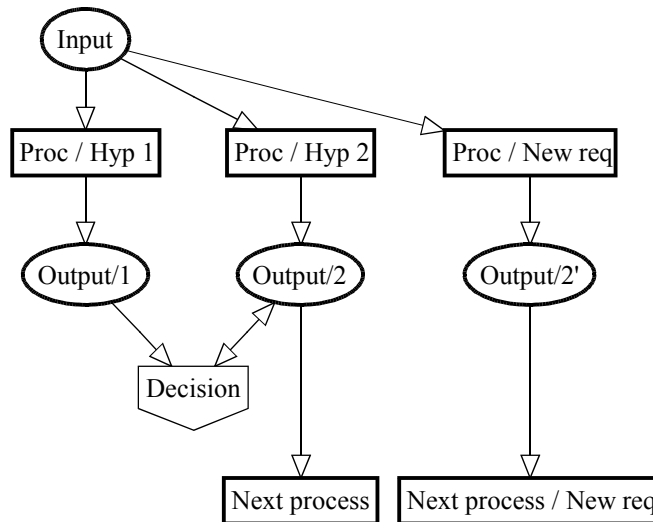 Input
Proc / Hyp 1
Proc / Hyp 2
Proc / New req
Output/1
Output/2
Output/2'
Decision
Next process
Next process / New req